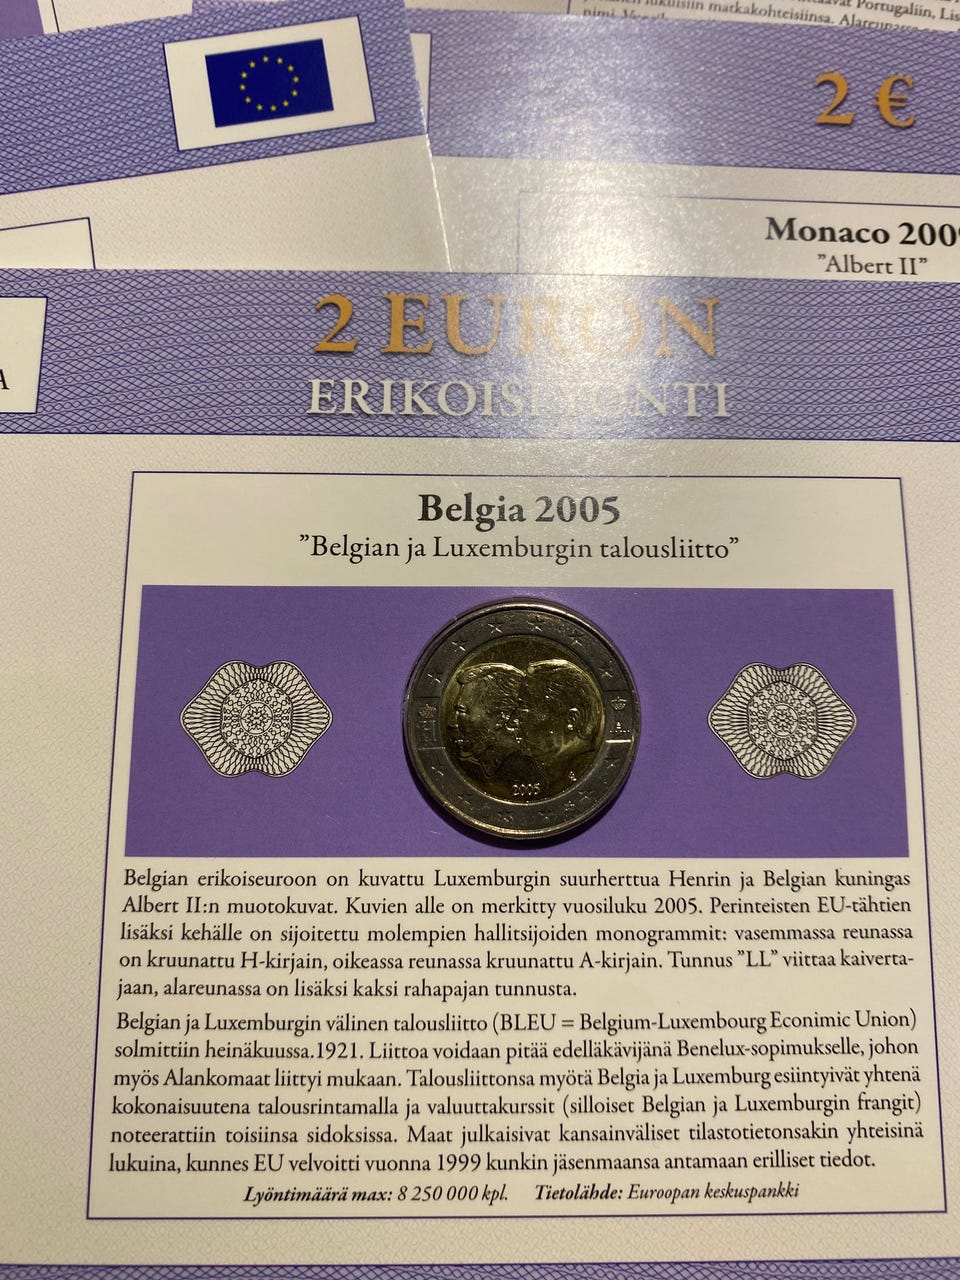 Portugaliin, Lis
matkakohteisiinsa.
2 €
Monaco 200
"Albert II"
A
2 EURON
Belgia 2005
"Belgian ja Luxemburgin talousliitto"
2005
Belgian erikoiseuroon on kuvattu Luxemburgin suurherttua Henrin ja Belgian kuningas
Albert II:n muotokuvat. Kuvien alle on merkitty vuosiluku 2005. Perinteisten EU-tähtien
lisäksi kehälle on sijoitettu molempien hallitsijoiden monogrammit: vasemmassa reunassa
on kruunattu H-kirjain, oikeassa reunassa kruunattu A-kirjain. Tunnus "LL" viittaa kaiverta-
jaan, alareunassa on lisäksi kaksi rahapajan tunnusta.
Belgian ja Luxemburgin välinen talousliitto (BLEU = Belgium-Luxembourg Econimic Union)
solmittiin heinäkuussa.1921. Liittoa voidaan pitää edelläkävijänä Benelux-sopimukselle, johon
myös Alankomaat liittyi mukaan. Talousliittonsa myötä Belgia ja Luxemburg esiintyivät yhtenä
kokonaisuutena talousrintamalla ja valuuttakurssit (silloiset Belgian ja Luxemburgin frangit)
noteerattiin toisiinsa sidoksissa. Maat julkaisivat kansainväliset tilastotietonsakin yhteisinä
lukuina, kunnes EU velvoitti vuonna 1999 kunkin jäsenmaansa antamaan erilliset tiedot.
Lyöntimäärä max: 8 250 000 kpl. Tietolähde: Euroopan keskuspankki